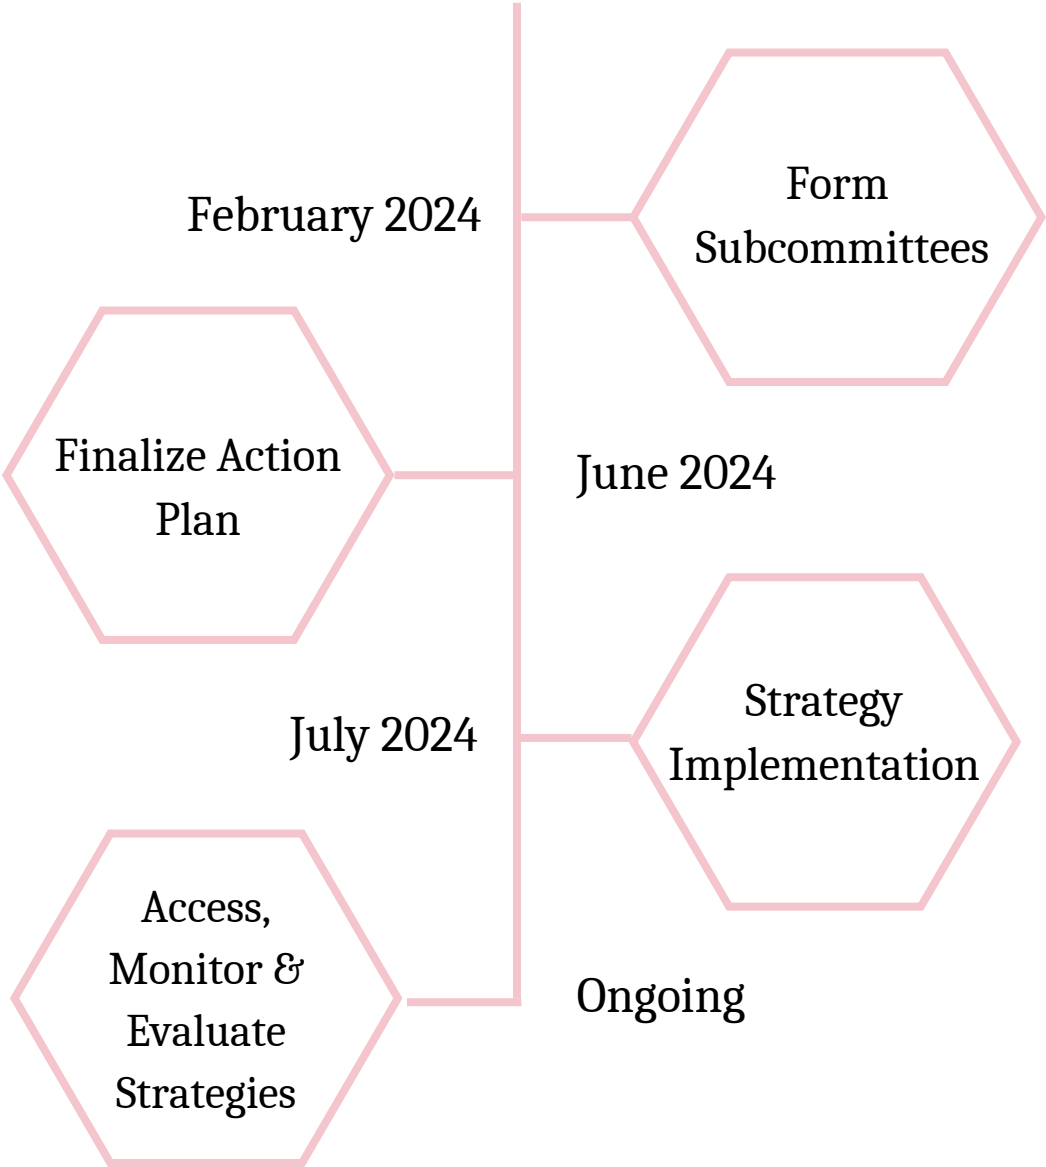 February 2024
Form
Subcommittees
Finalize Action
Plan
June 2024
July 2024
Strategy
Implementation
Access,
Monitor &
Evaluate
Strategies
Ongoing